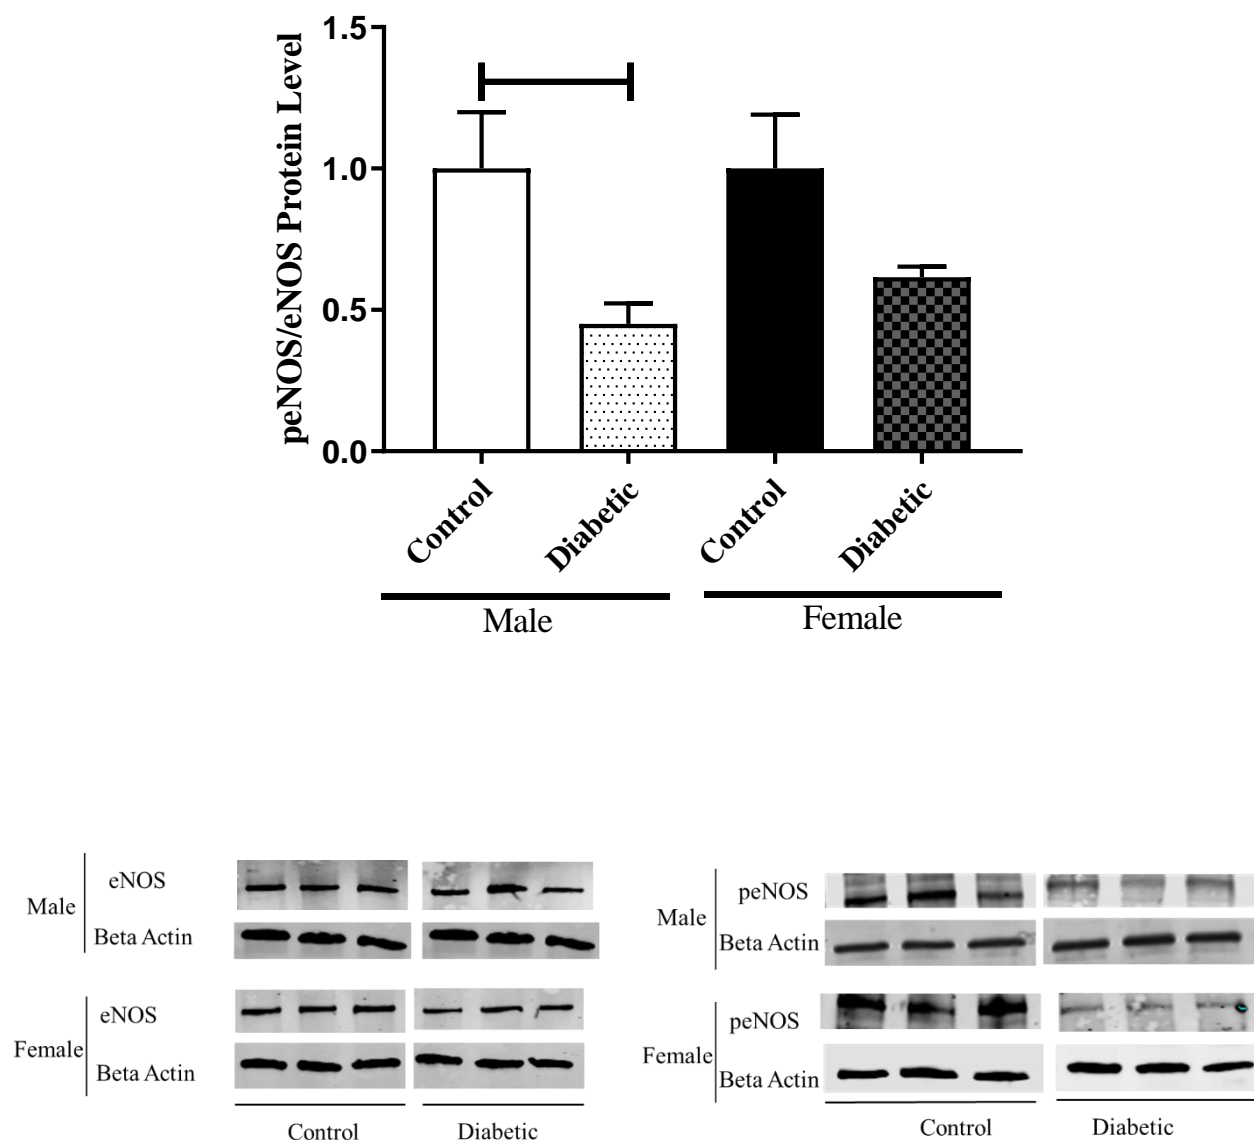 peNOS/eNOS Protein Level
1.5
1.0
0.5
0.0
Control
Diabetic
Control
Diabetic
Male
Female
Male
eNOS
Beta Actin
Female
eNOS
Beta Actin
Control
Diabetic
Male
peNOS
Beta Actin
Female
peNOS
Beta Actin
Control
Diabetic